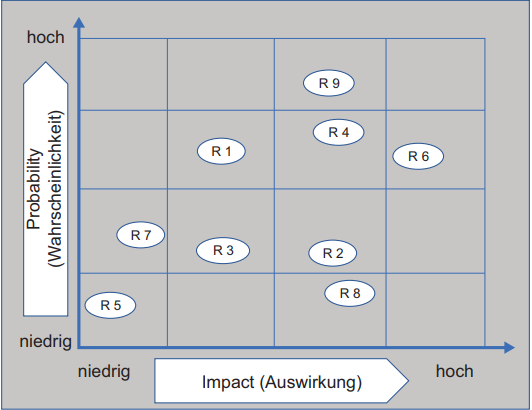 hoch
R 9
R 4
R 1
R 6
Probability
(Wahrscheinlichkeit)
R 7
R 3
R 2
R 8
R 5
niedrig
niedrig
hoch
Impact (Auswirkung)